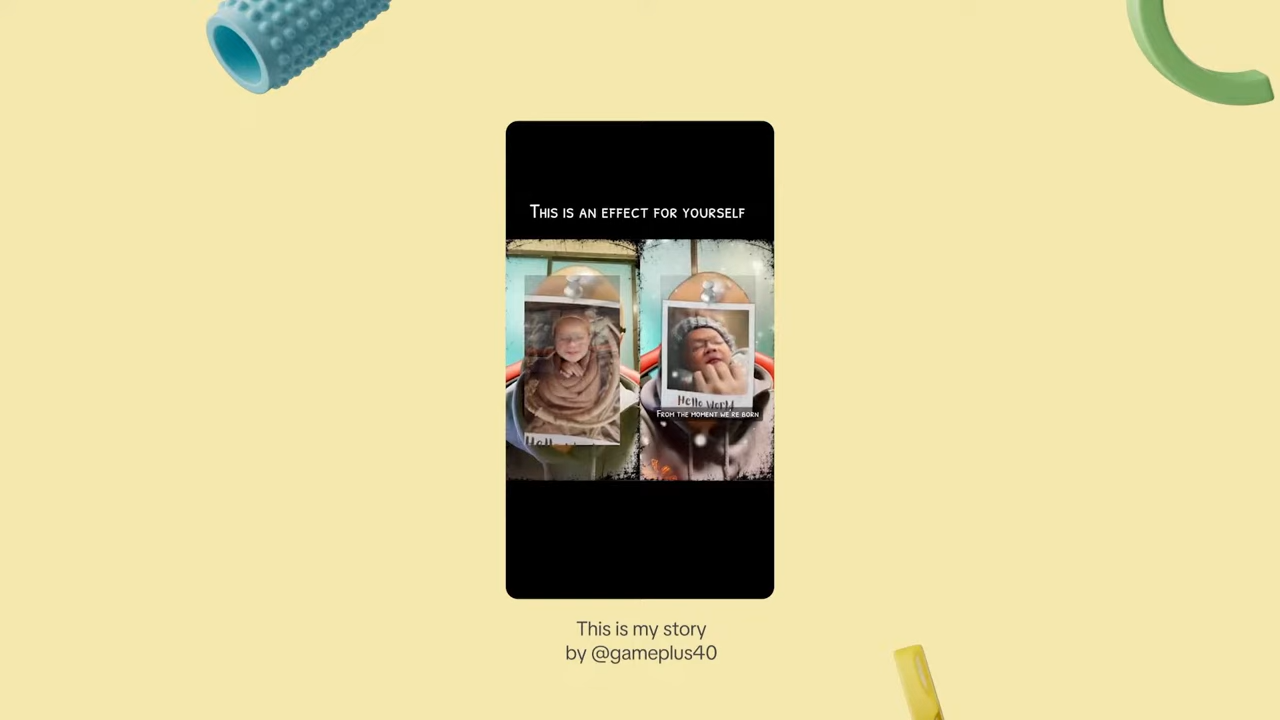 This is an effect for yourself
Hello World
From the moment we're born
This is my story
by @gameplus40